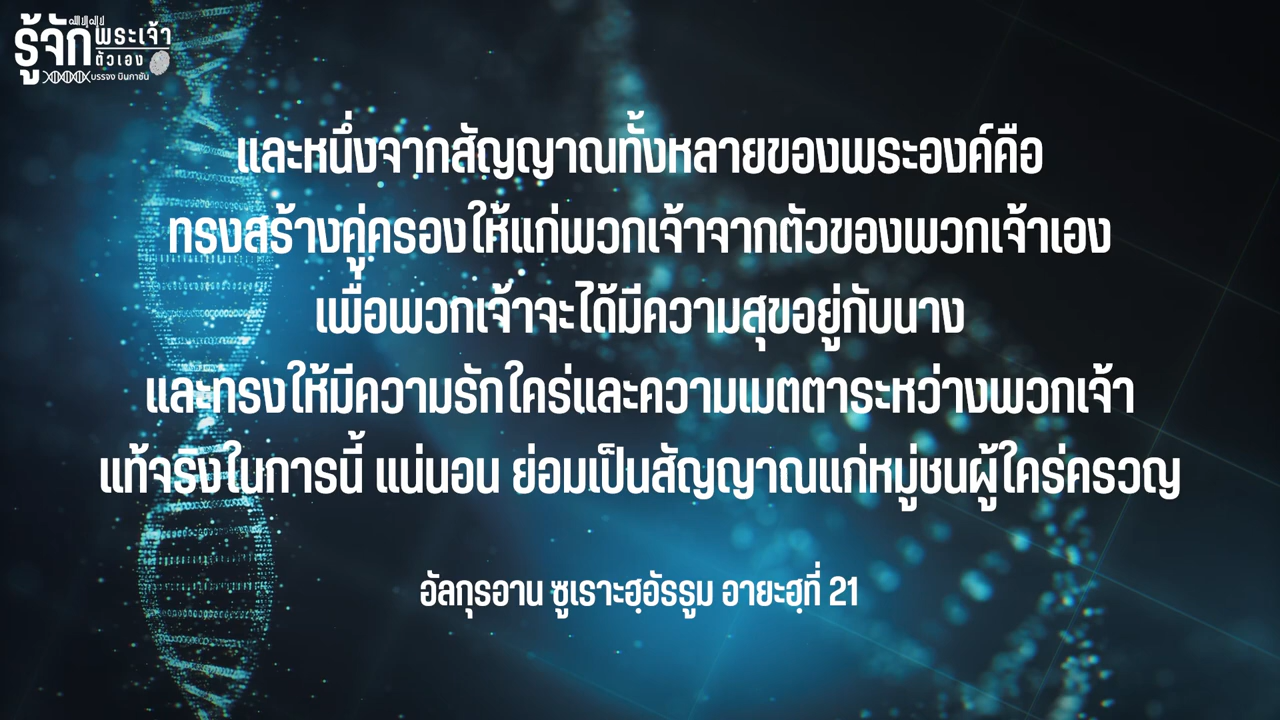 รู้จัก
พระเจ้า
ตัวเอง
บรรจง บินกาซัน
และหนึ่งจากสัญญาณทั้งหลายของพระองค์คือ
ทรงสร้างคู่ครองให้แก่พวกเจ้าจากตัวของพวกเจ้าเอง
เพื่อพวกเจ้าจะได้มีความสุขอยู่กับนาง
และทรงให้มีความรักใคร่และความเมตตาระหว่างพวกเจ้า
แท้จริงในการนี้ แน่นอน ย่อมเป็นสัญญาณแก่หมู่ชนผู้ใคร่ครวญ
อัลกุรอาน ซูเราะฮฺอัรรูม อายะฮฺที่ 21